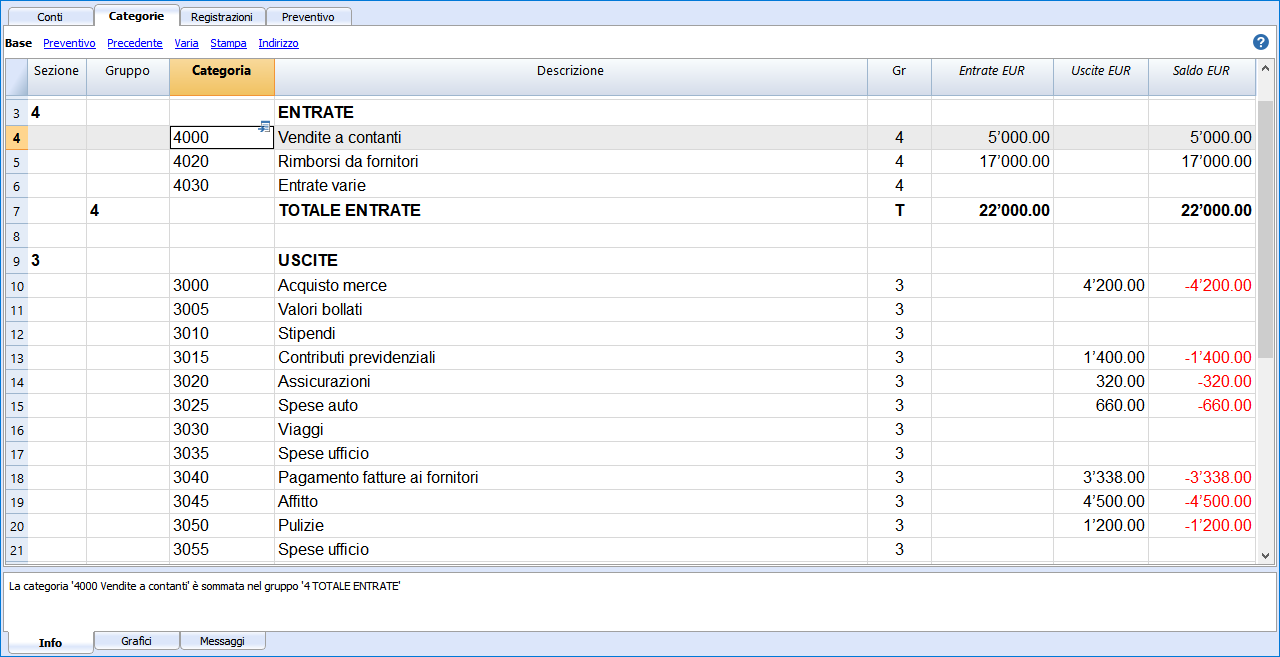 Conti Categorie Registrazioni Preventivo
Base Preventivo Precedente Varia Stampa Indirizzo ?
Sezione Gruppo Categoria Descrizione Gr Entrate EUR Uscite EUR Saldo EUR
3 4 ENTRATE
4 4000 Vendite a contanti 4 5’000.00 5’000.00
5 4020 Rimborsi da fornitori 4 17’000.00 17’000.00
6 4030 Entrate varie 4
7 4 TOTALE ENTRATE T 22’000.00 22’000.00
8
9 3 USCITE
10 3000 Acquisto merce 3 4’200.00 -4’200.00
11 3005 Valori bollati 3
12 3010 Stipendi 3
13 3015 Contributi previdenziali 3 1’400.00 -1’400.00
14 3020 Assicurazioni 3 320.00 -320.00
15 3025 Spese auto 3 660.00 -660.00
16 3030 Viaggi 3
17 3035 Spese ufficio 3
18 3040 Pagamento fatture ai fornitori 3 3’338.00 -3’338.00
19 3045 Affitto 3 4’500.00 -4’500.00
20 3050 Pulizie 3 1’200.00 -1’200.00
21 3055 Spese ufficio 3
La categoria '4000 Vendite a contanti' è sommata nel gruppo '4 TOTALE ENTRATE'
Info Grafici Messaggi